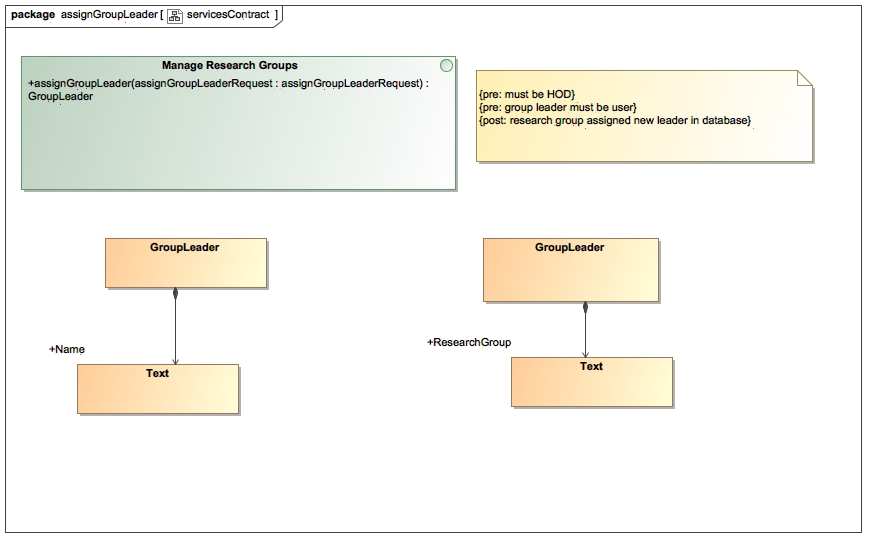 package assignGroupLeader [ servicesContract ]
Manage Research Groups
+assignGroupLeader(assignGroupLeaderRequest : assignGroupLeaderRequest) :
GroupLeader
{pre: must be HOD}
{pre: group leader must be user}
{post: research group assigned new leader in database}
GroupLeader
GroupLeader
+Name
+ResearchGroup
Text
Text